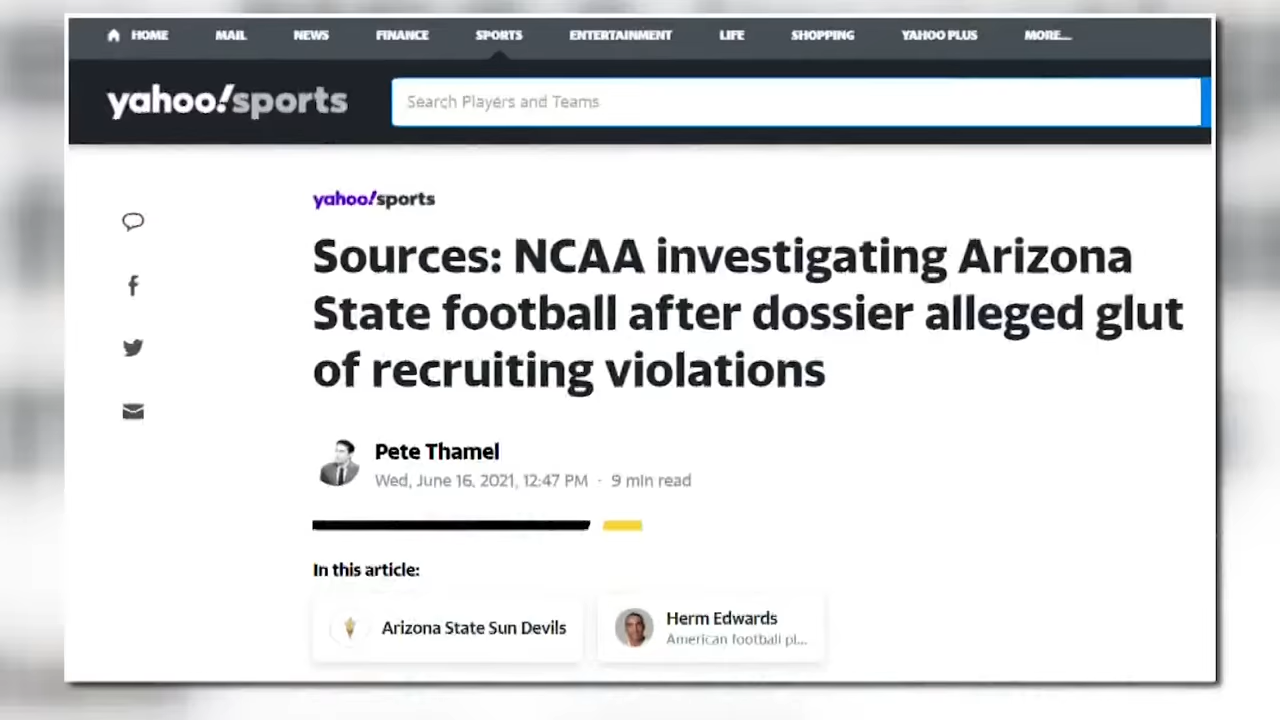 HOME MAIL NEWS FINANCE SPORTS ENTERTAINMENT LIFE SHOPPING YAHOO PLUS MORE...
yahoo!sports
Search Players and Teams
yahoo!sports
Sources: NCAA investigating Arizona
State football after dossier alleged glut
of recruiting violations
Pete Thamel
Wed, June 16, 2021, 12:47 PM · 9 min read
In this article:
Arizona State Sun Devils
Herm Edwards
American football pl...